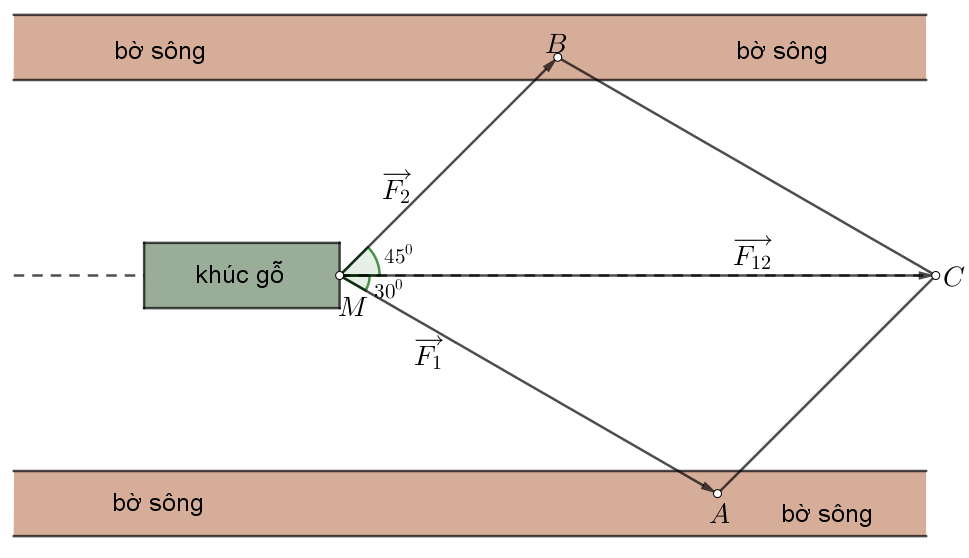 bờ sông
B
bờ sông
F₂
45⁰
khúc gỗ
F₁₂
C
30⁰
M
F₁
bờ sông
A
bờ sông